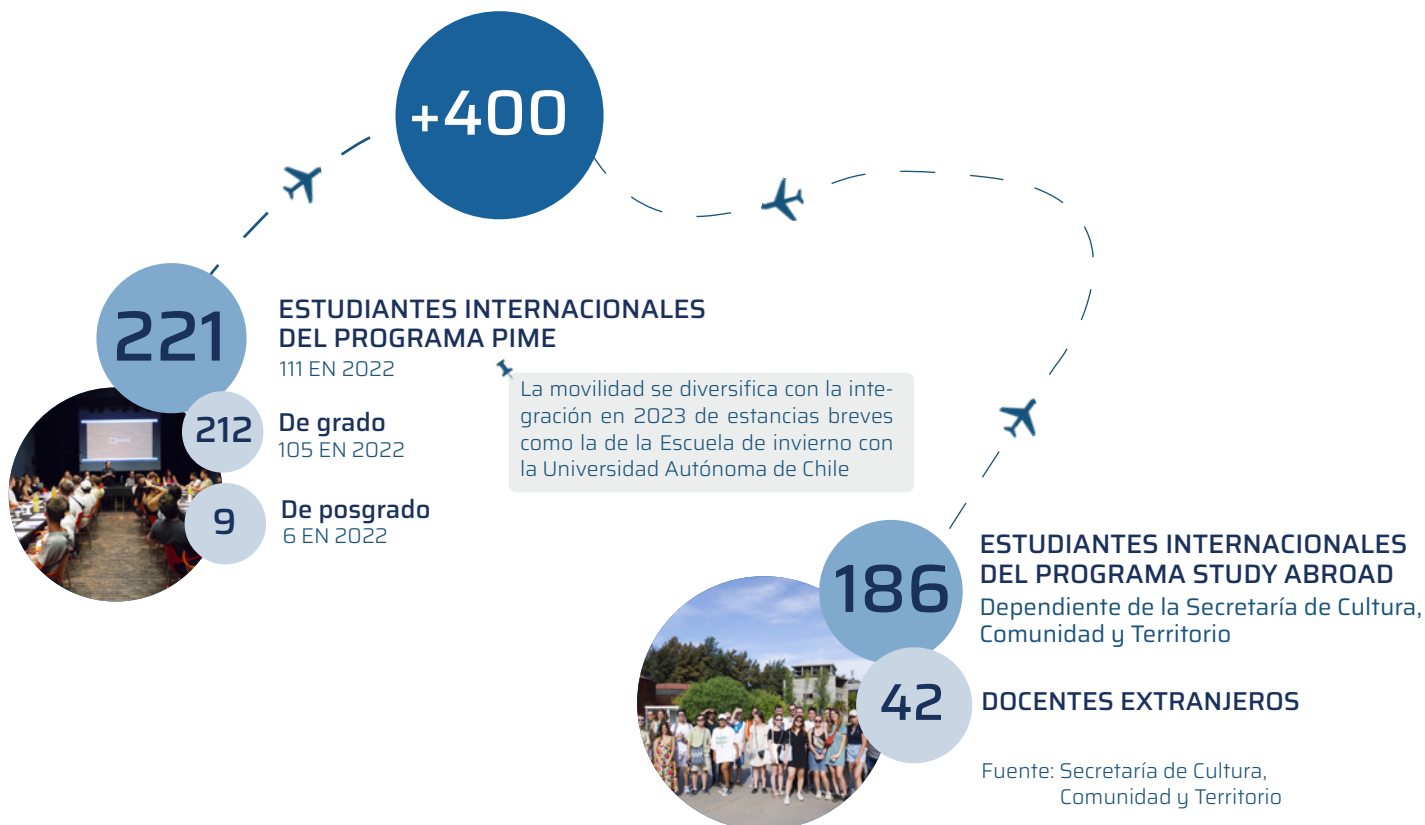 +400
221
ESTUDIANTES INTERNACIONALES
DEL PROGRAMA PIME
111 EN 2022
212
De grado
105 EN 2022
9
De posgrado
6 EN 2022
La movilidad se diversifica con la inte-
gración en 2023 de estancias breves
como la de la Escuela de invierno con
la Universidad Autónoma de Chile
186
ESTUDIANTES INTERNACIONALES
DEL PROGRAMA STUDY ABROAD
Dependiente de la Secretaría de Cultura,
Comunidad y Territorio
42
DOCENTES EXTRANJEROS
Fuente: Secretaría de Cultura,
Comunidad y Territorio